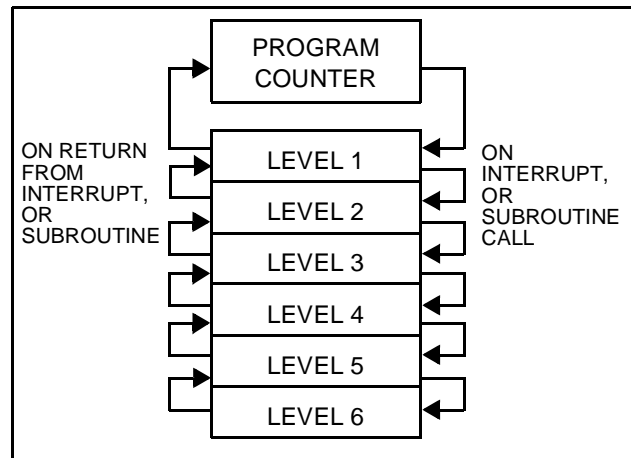 PROGRAM
COUNTER
ON RETURN
FROM
INTERRUPT,
OR
SUBROUTINE
LEVEL 1
LEVEL 2
LEVEL 3
LEVEL 4
LEVEL 5
LEVEL 6
ON
INTERRUPT,
OR
SUBROUTINE
CALL